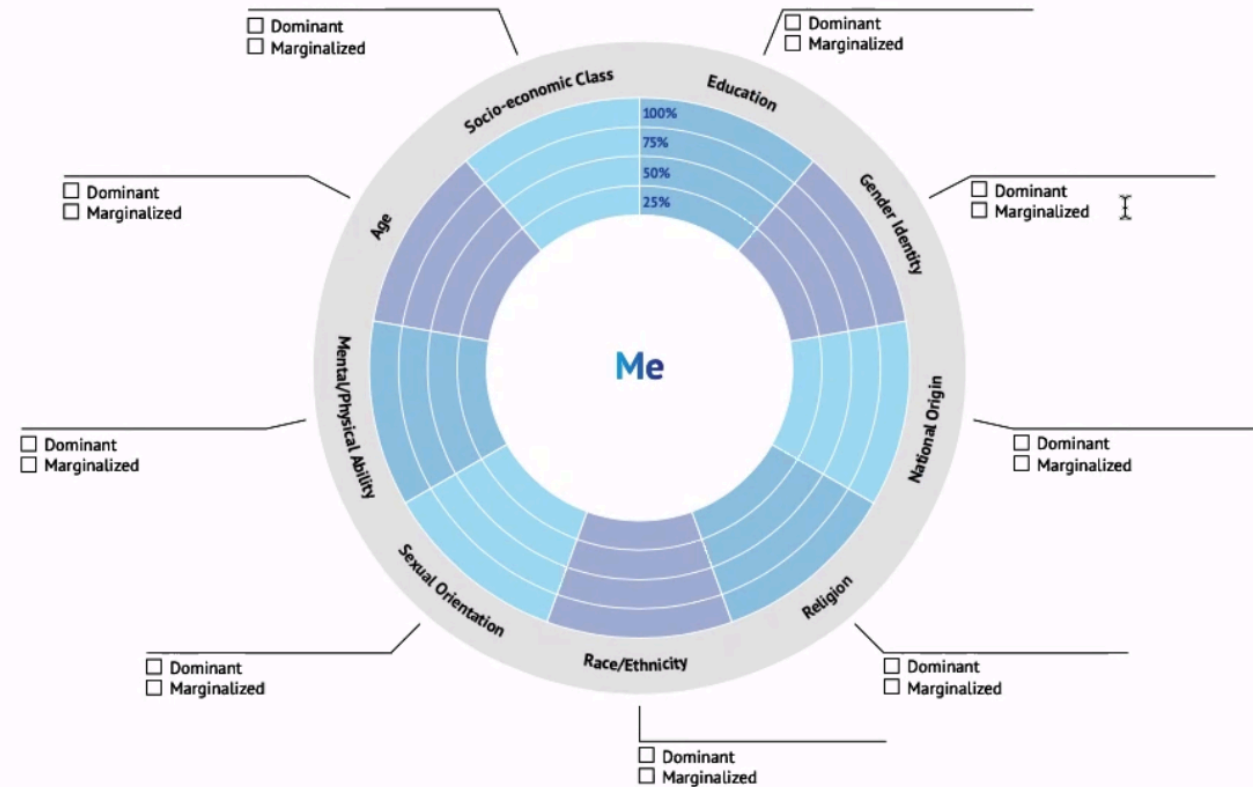 Dominant
Marginalized
Dominant
Marginalized
Socio-economic Class
Education
100%
75%
50%
25%
Dominant
Marginalized
Age
Gender Identity
Dominant
Marginalized
Me
Mental/Physical Ability
National Origin
Dominant
Marginalized
Dominant
Marginalized
Sexual Orientation
Religion
Race/Ethnicity
Dominant
Marginalized
Dominant
Marginalized
Dominant
Marginalized